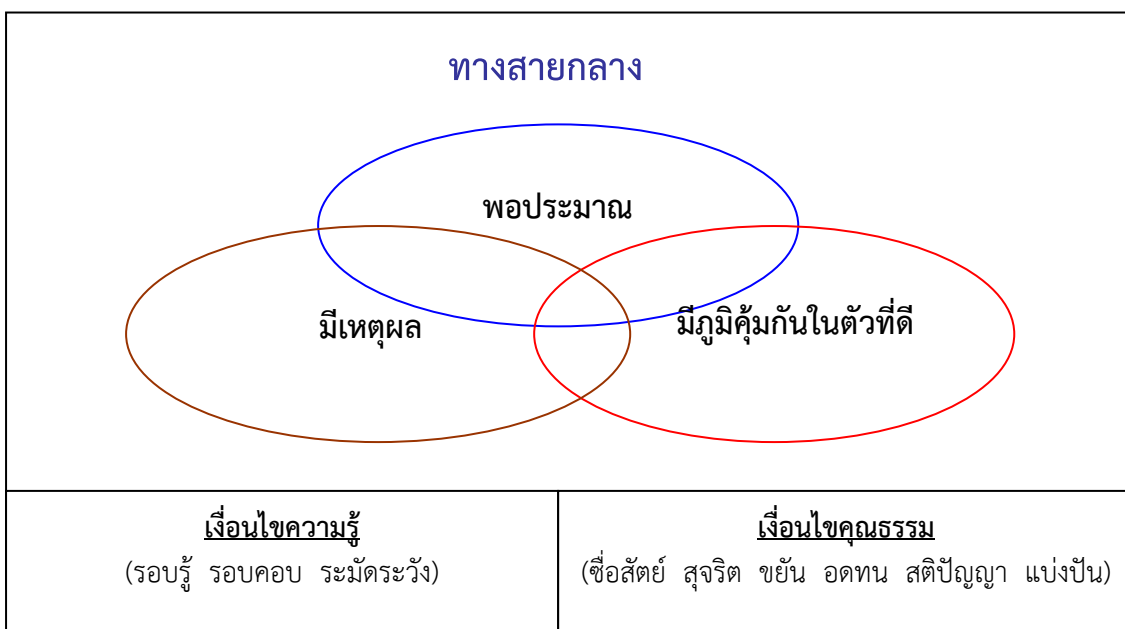 ทางสายกลาง
พอประมาณ
มีเหตุผล
มีภูมิคุ้มกันในตัวที่ดี
เงื่อนไขความรู้
(รอบรู้ รอบคอบ ระมัดระวัง)
เงื่อนไขคุณธรรม
(ซื่อสัตย์ สุจริต ขยัน อดทน สติปัญญา แบ่งปัน)